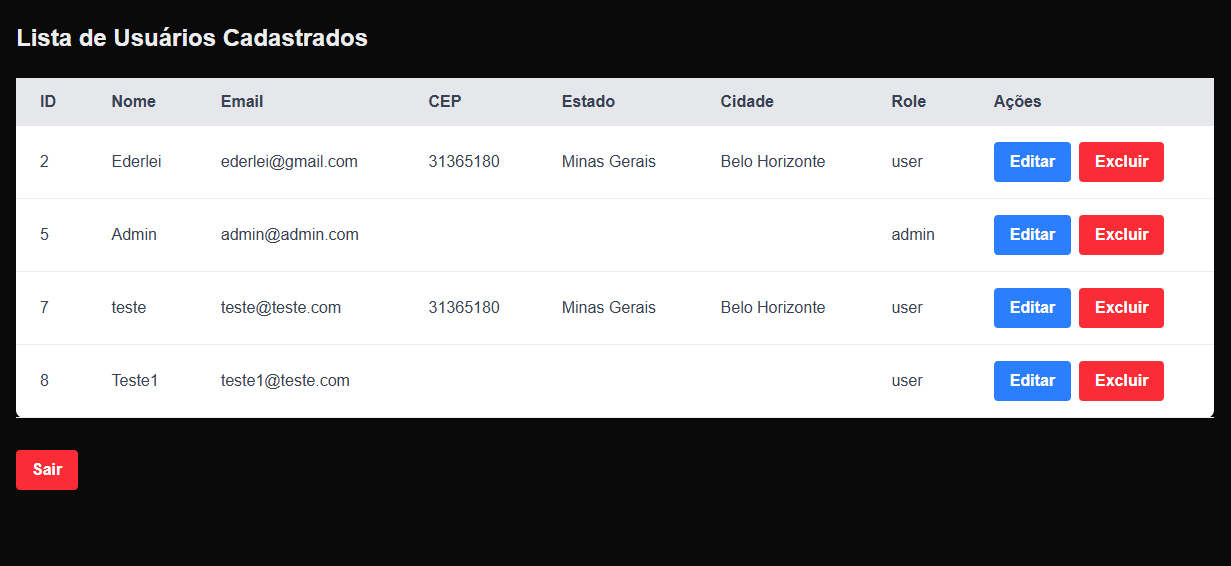 Lista de Usuários Cadastrados
ID Nome Email CEP Estado Cidade Role Ações
2 Ederlei ederlei@gmail.com 31365180 Minas Gerais Belo Horizonte user Editar Excluir
5 Admin admin@admin.com admin Editar Excluir
7 teste teste@teste.com 31365180 Minas Gerais Belo Horizonte user Editar Excluir
8 Teste1 teste1@teste.com user Editar Excluir
Sair